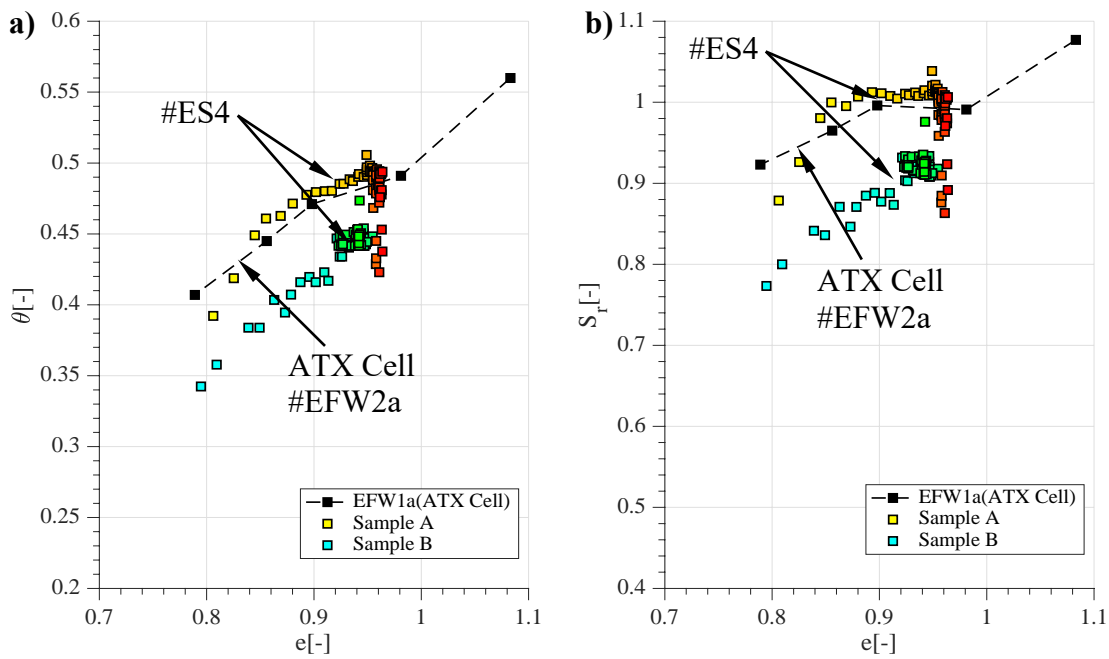 a)
0.6
0.55
0.5
0.45
0.4
0.35
0.3
0.25
0.2
θ[-]
#ES4
ATX Cell
#EFW2a
EFW1a(ATX Cell)
Sample A
Sample B
0.7
0.8
0.9
1
1.1
e[-]
b)
1.1
1
0.9
0.8
0.7
0.6
0.5
0.4
S_r[-]
#ES4
ATX Cell
#EFW2a
EFW1a(ATX Cell)
Sample A
Sample B
0.7
0.8
0.9
1
1.1
e[-]